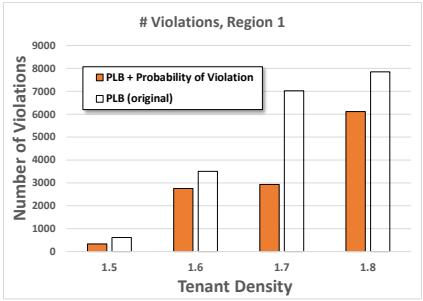 # Violations, Region 1
Number of Violations
9000
8000
7000
6000
5000
4000
3000
2000
1000
0
PLB + Probability of Violation
PLB (original)
1.5 1.6 1.7 1.8
Tenant Density